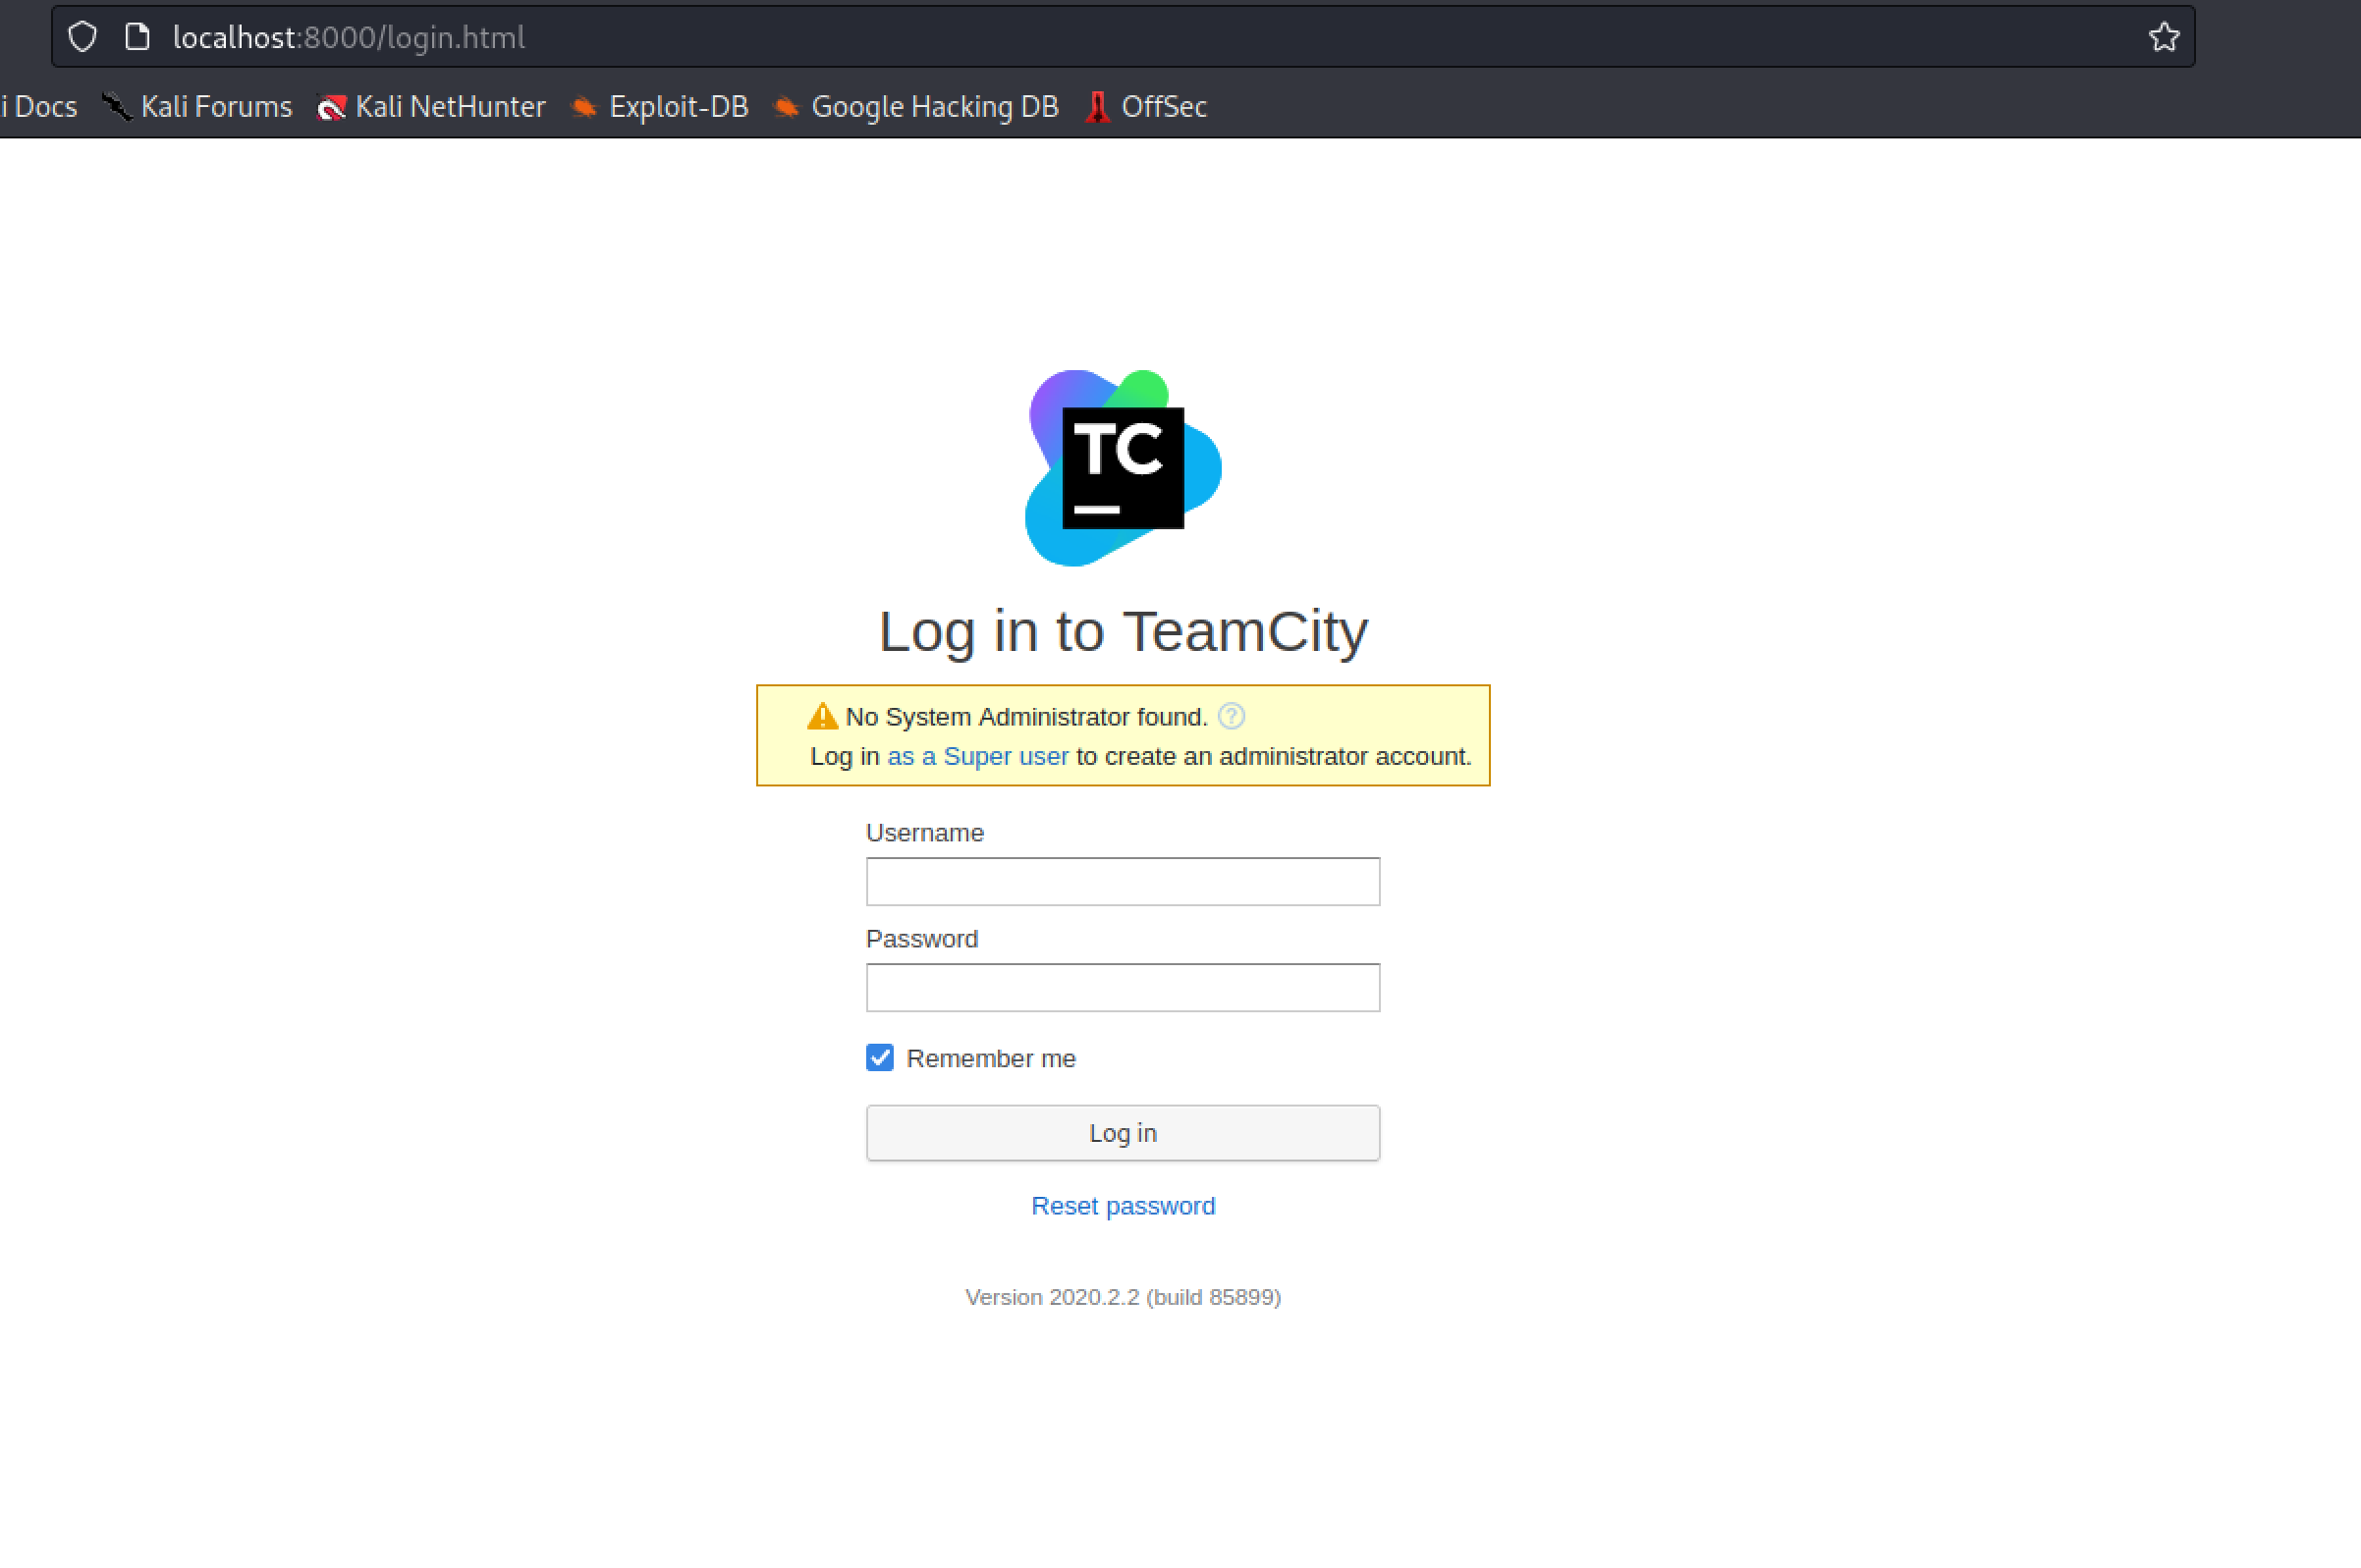 localhost:8000/login.html
i Docs Kali Forums Kali NetHunter Exploit-DB Google Hacking DB OffSec
TC
Log in to TeamCity
No System Administrator found. ?
Log in as a Super user to create an administrator account.
Username
Password
Remember me
Log in
Reset password
Version 2020.2.2 (build 85899)